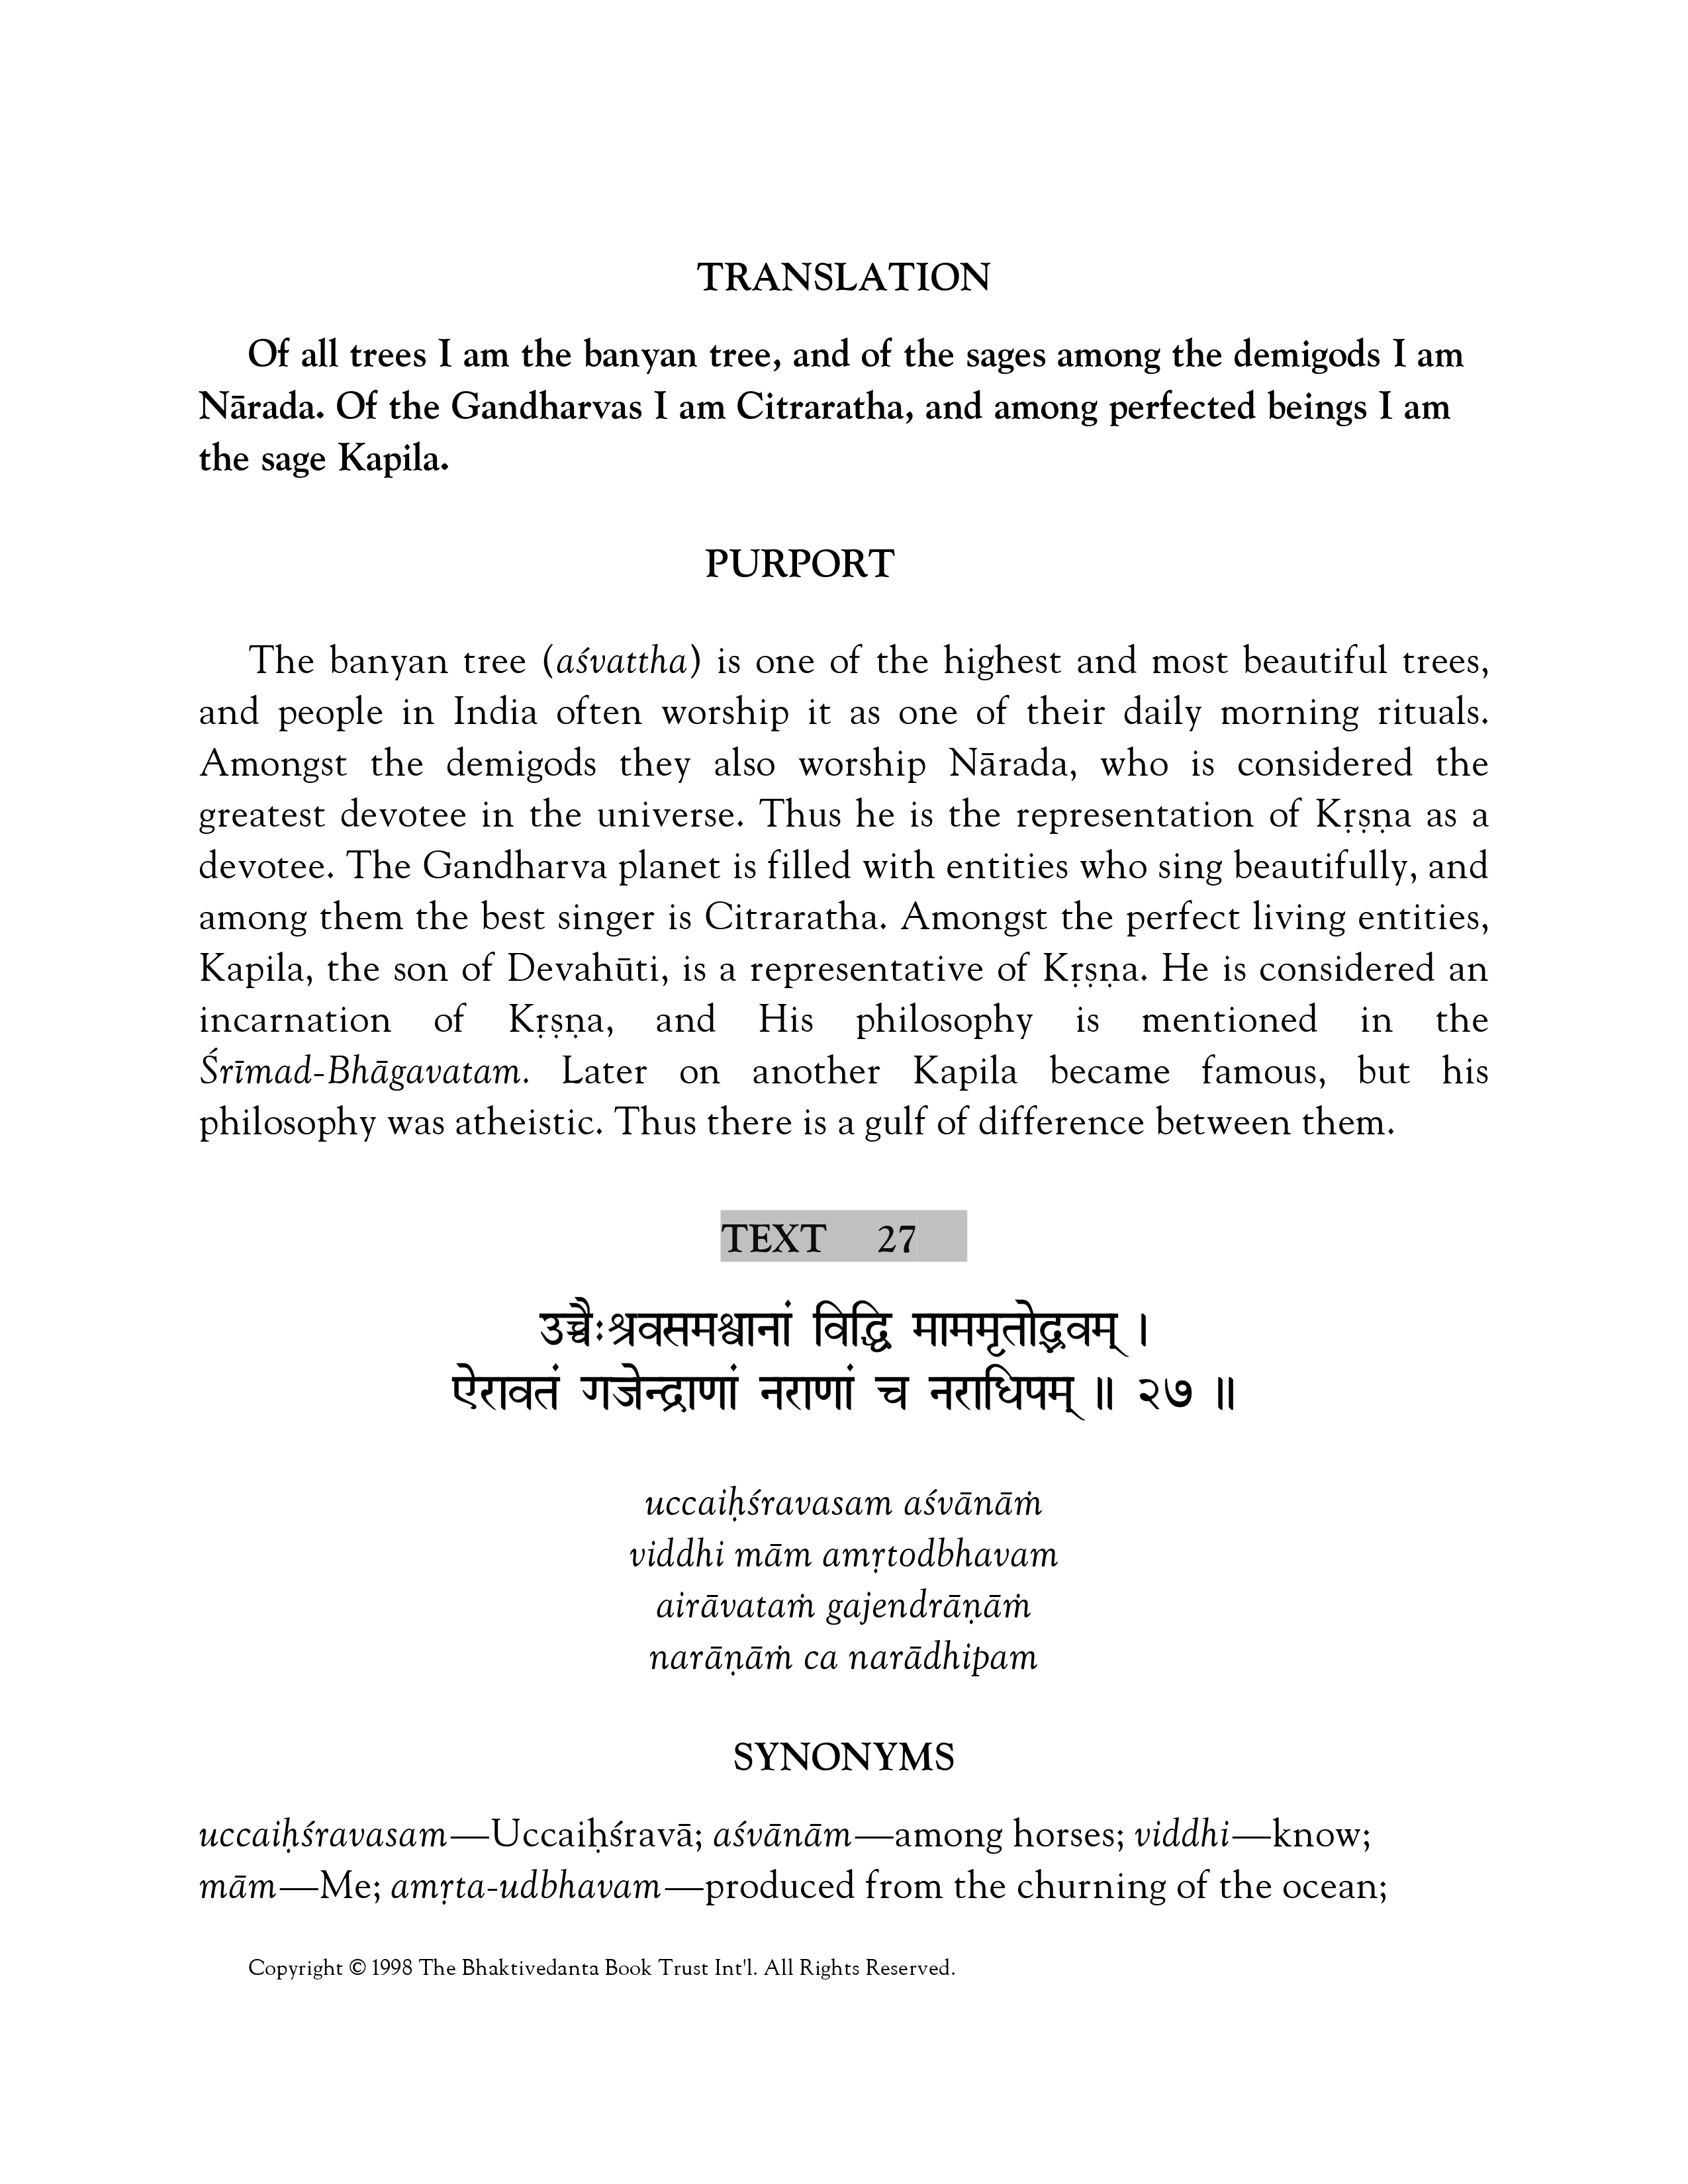 TRANSLATION
Of all trees I am the banyan tree, and of the sages among the demigods I am
Nārada. Of the Gandharvas I am Citraratha, and among perfected beings I am
the sage Kapila.
PURPORT
The banyan tree (aśvattha) is one of the highest and most beautiful trees,
and people in India often worship it as one of their daily morning rituals.
Amongst the demigods they also worship Nārada, who is considered the
greatest devotee in the universe. Thus he is the representation of Kṛṣṇa as a
devotee. The Gandharva planet is filled with entities who sing beautifully, and
among them the best singer is Citraratha. Amongst the perfect living entities,
Kapila, the son of Devahūti, is a representative of Kṛṣṇa. He is considered an
incarnation of Kṛṣṇa, and His philosophy is mentioned in the
Śrīmad-Bhāgavatam. Later on another Kapila became famous, but his
philosophy was atheistic. Thus there is a gulf of difference between them.
TEXT 27
उच्चैःश्रवसमश्वानां विद्धि माममृतोद्भवम् ।
ऐरावतं गजेन्द्राणां नराणां च नराधिपम् ॥ २७ ॥
uccaiḥśravasam aśvānāṁ
viddhi mām amṛtodbhavam
airāvataṁ gajendrāṇāṁ
narāṇāṁ ca narādhipam
SYNONYMS
uccaiḥśravasam—Uccaiḥśravā; aśvānām—among horses; viddhi—know;
mām—Me; amṛta-udbhavam—produced from the churning of the ocean;
Copyright © 1998 The Bhaktivedanta Book Trust Int'l. All Rights Reserved.